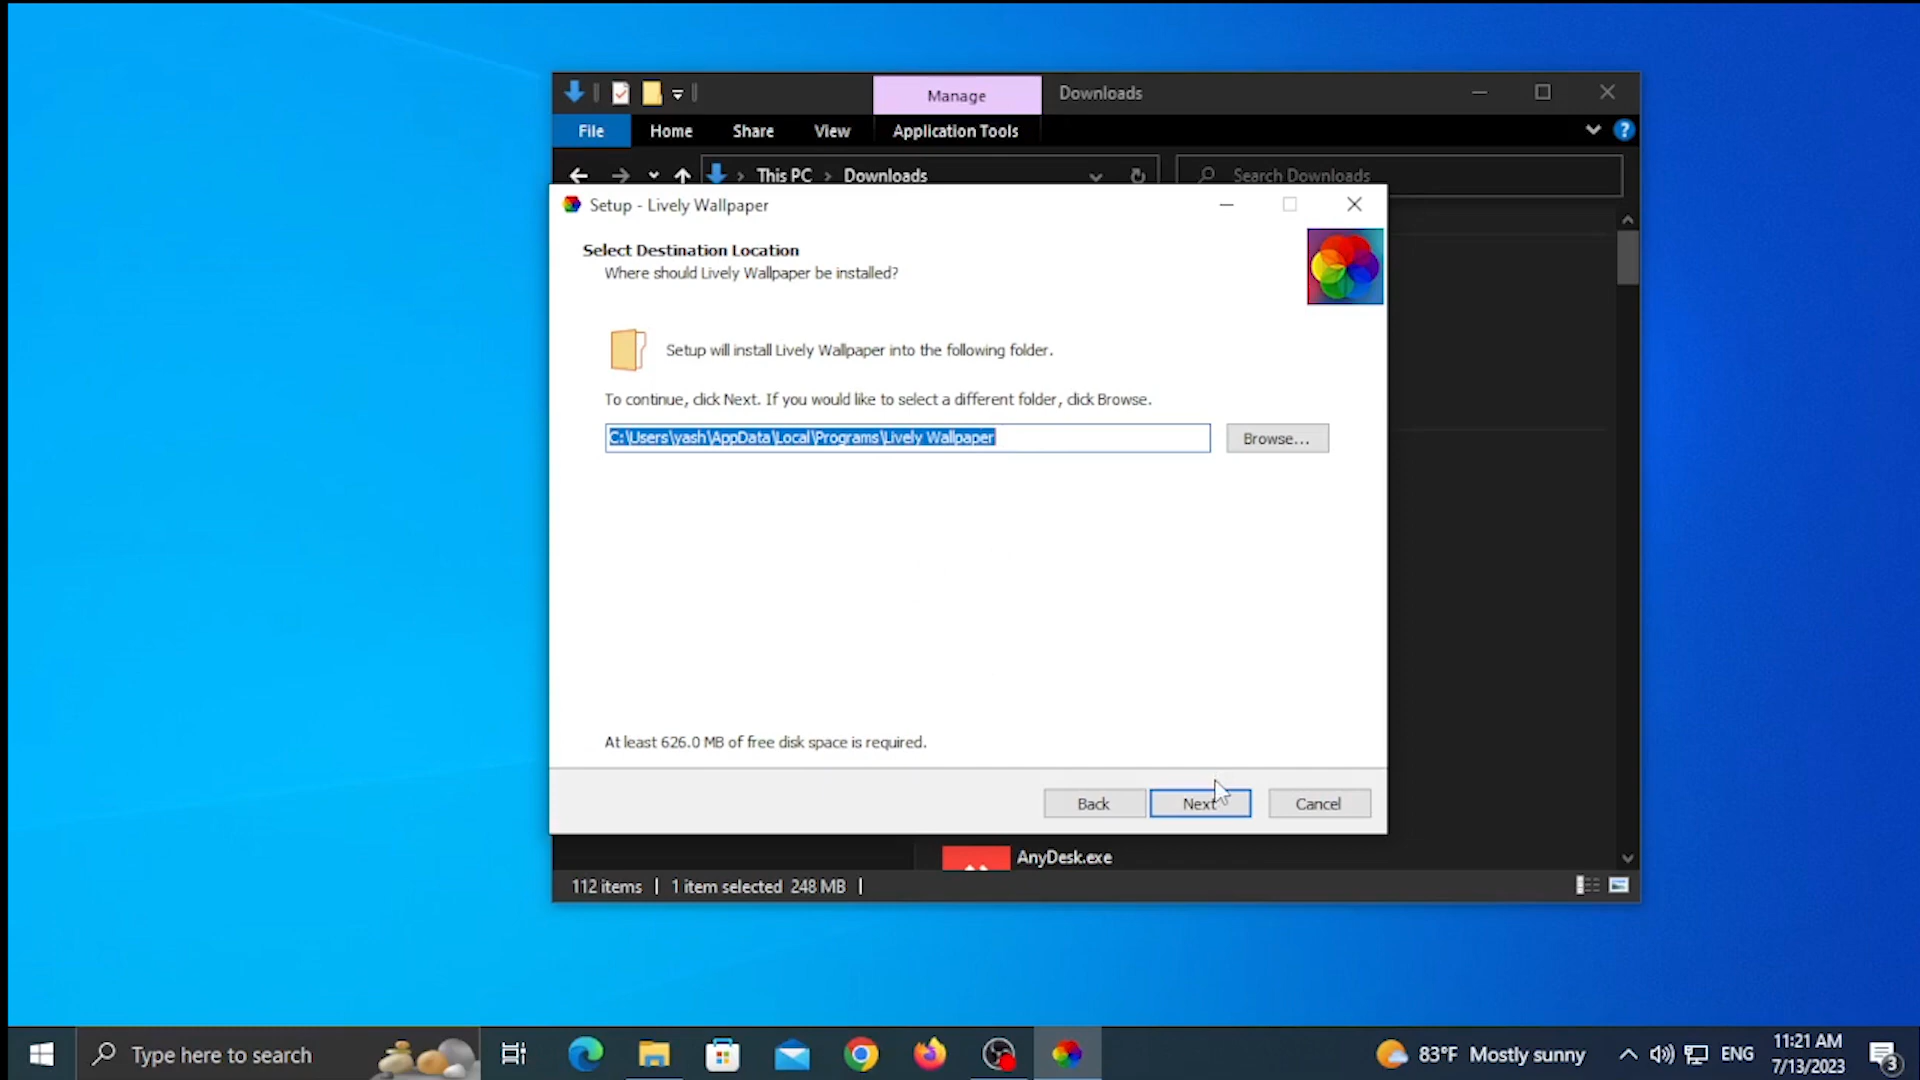 Manage
Downloads
File Home Share View Application Tools
This PC > Downloads
Search Downloads
Setup - Lively Wallpaper
Select Destination Location
Where should Lively Wallpaper be installed?
Setup will install Lively Wallpaper into the following folder.
To continue, click Next. If you would like to select a different folder, click Browse.
C:\Users\yash\AppData\Local\Programs\Lively Wallpaper
Browse...
At least 626.0 MB of free disk space is required.
Back Next Cancel
AnyDesk.exe
112 items 1 item selected 248 MB
Type here to search
83°F Mostly sunny
ENG
11:21 AM
7/13/2023
3